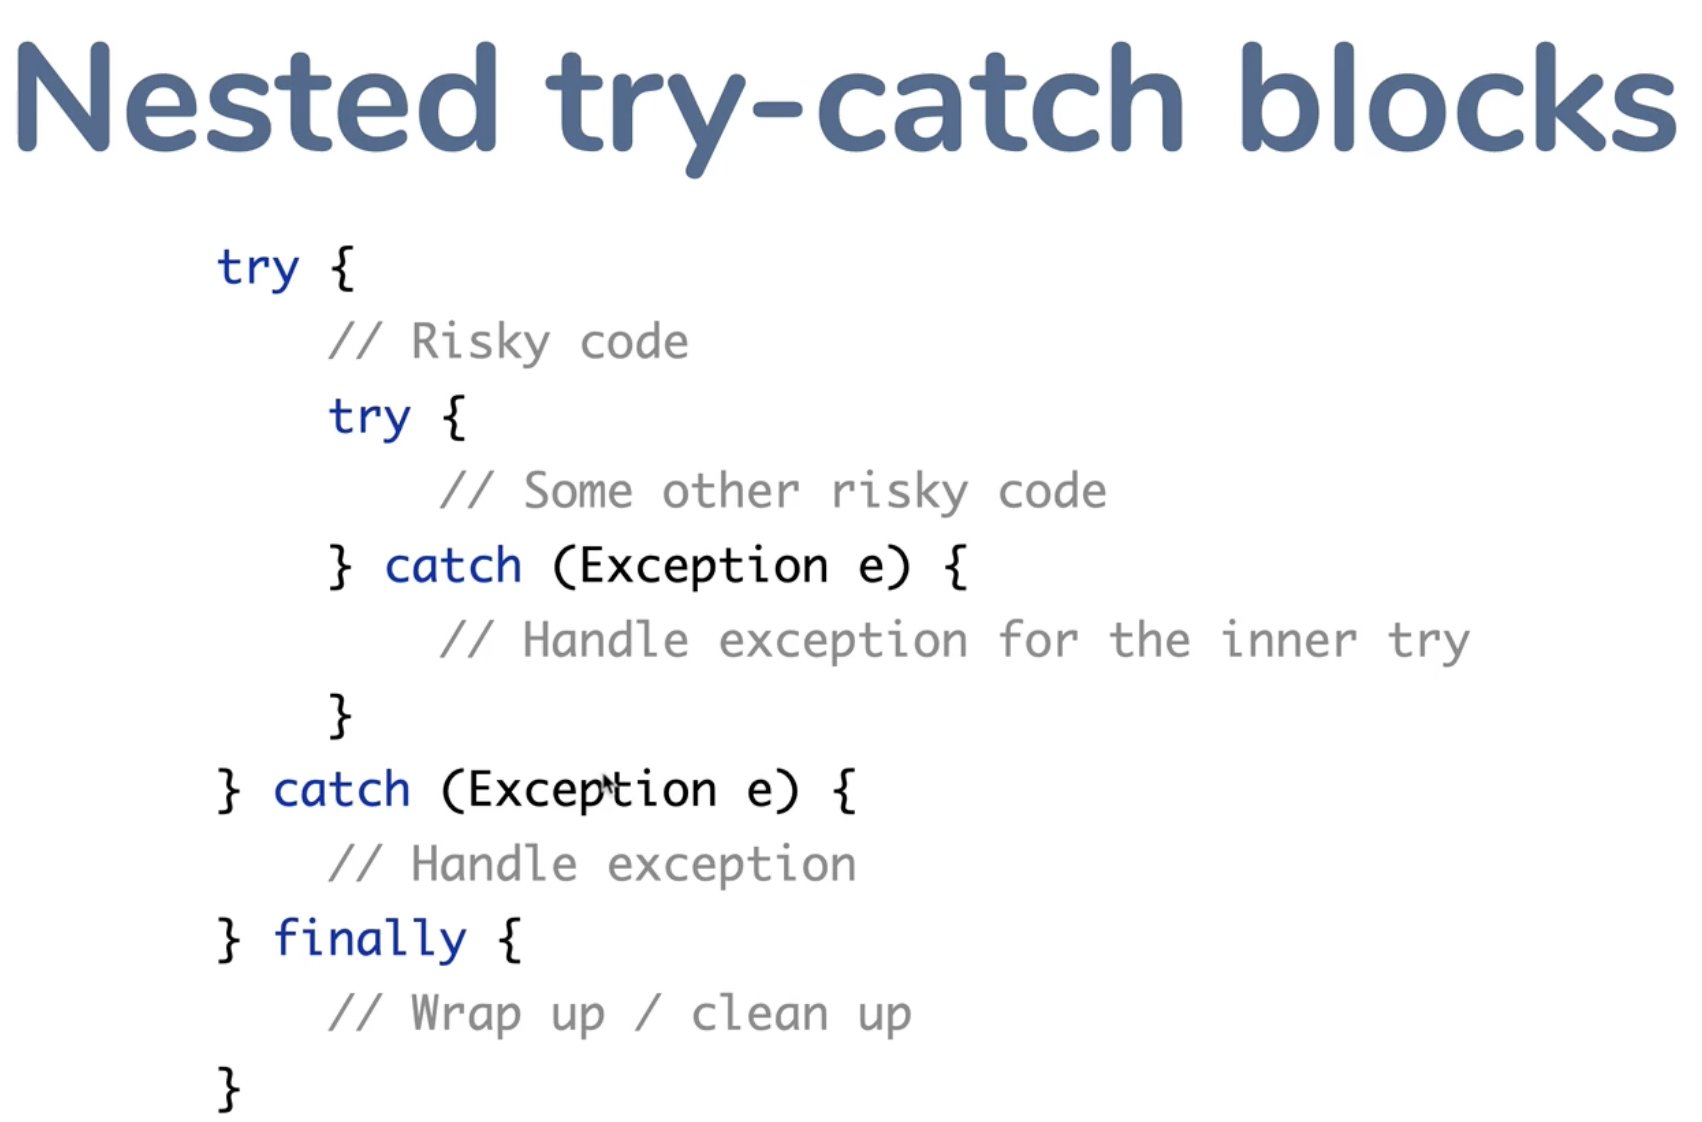 Nested try-catch blocks
try {
// Risky code
try {
// Some other risky code
} catch (Exception e) {
// Handle exception for the inner try
}
} catch (Exception e) {
// Handle exception
} finally {
// Wrap up / clean up
}